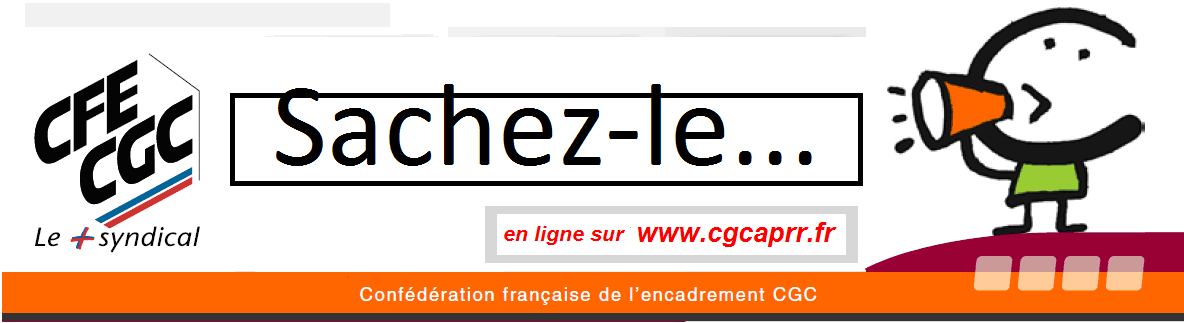 CFE
CGC
Le + syndical
Sachez-le...
en ligne sur www.cgcaprr.fr
Confédération française de l'encadrement CGC